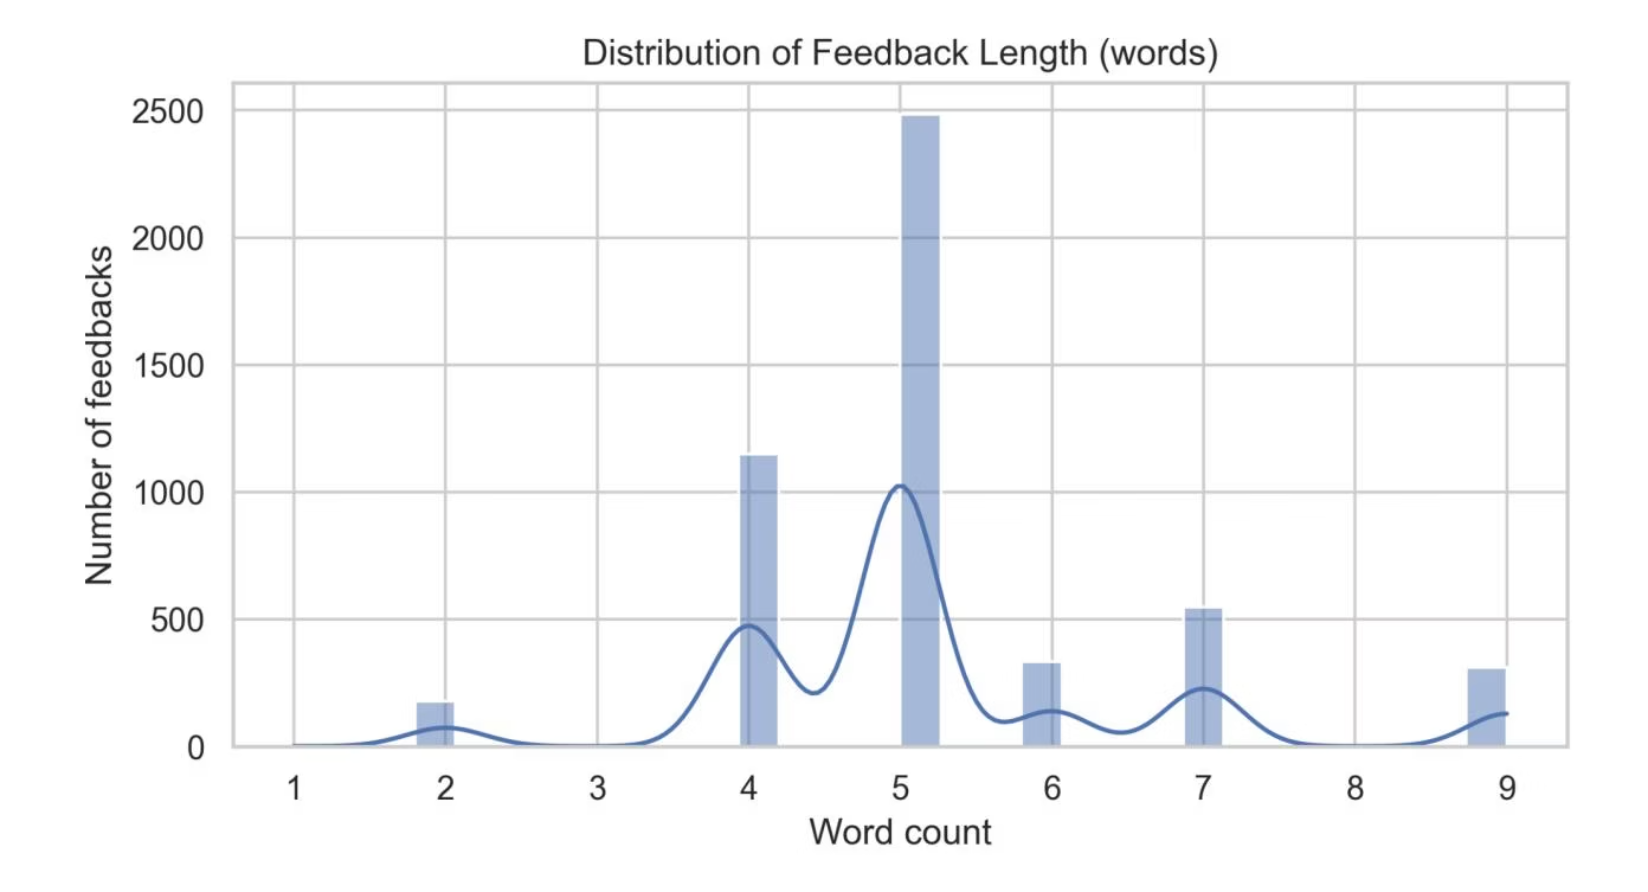 Distribution of Feedback Length (words)
2500
2000
1500
1000
500
0
Number of feedbacks
1 2 3 4 5 6 7 8 9
Word count